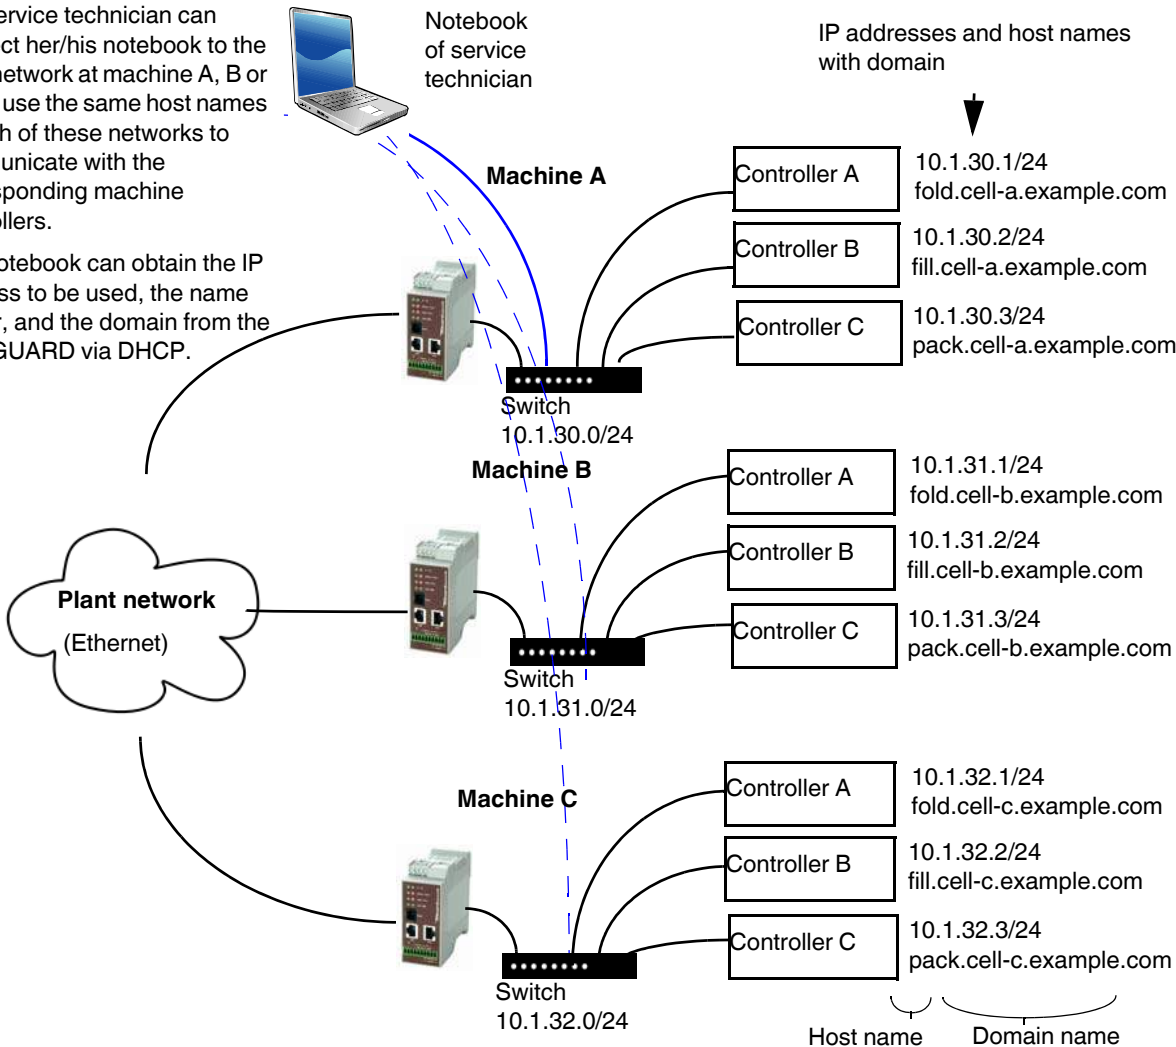 ervice technician can
ect her/his notebook to the
network at machine A, B or
use the same host names
h of these networks to
unicate with the
sponding machine
llers.
otebook can obtain the IP
ss to be used, the name
r, and the domain from the
GUARD via DHCP.
Notebook
of service
technician
IP addresses and host names
with domain
Machine A
Controller A
10.1.30.1/24
fold.cell-a.example.com
Controller B
10.1.30.2/24
fill.cell-a.example.com
Controller C
10.1.30.3/24
pack.cell-a.example.com
Switch
10.1.30.0/24
Machine B
Controller A
10.1.31.1/24
fold.cell-b.example.com
Controller B
10.1.31.2/24
fill.cell-b.example.com
Controller C
10.1.31.3/24
pack.cell-b.example.com
Switch
10.1.31.0/24
Plant network
(Ethernet)
Machine C
Controller A
10.1.32.1/24
fold.cell-c.example.com
Controller B
10.1.32.2/24
fill.cell-c.example.com
Controller C
10.1.32.3/24
pack.cell-c.example.com
Switch
10.1.32.0/24
Host name
Domain name